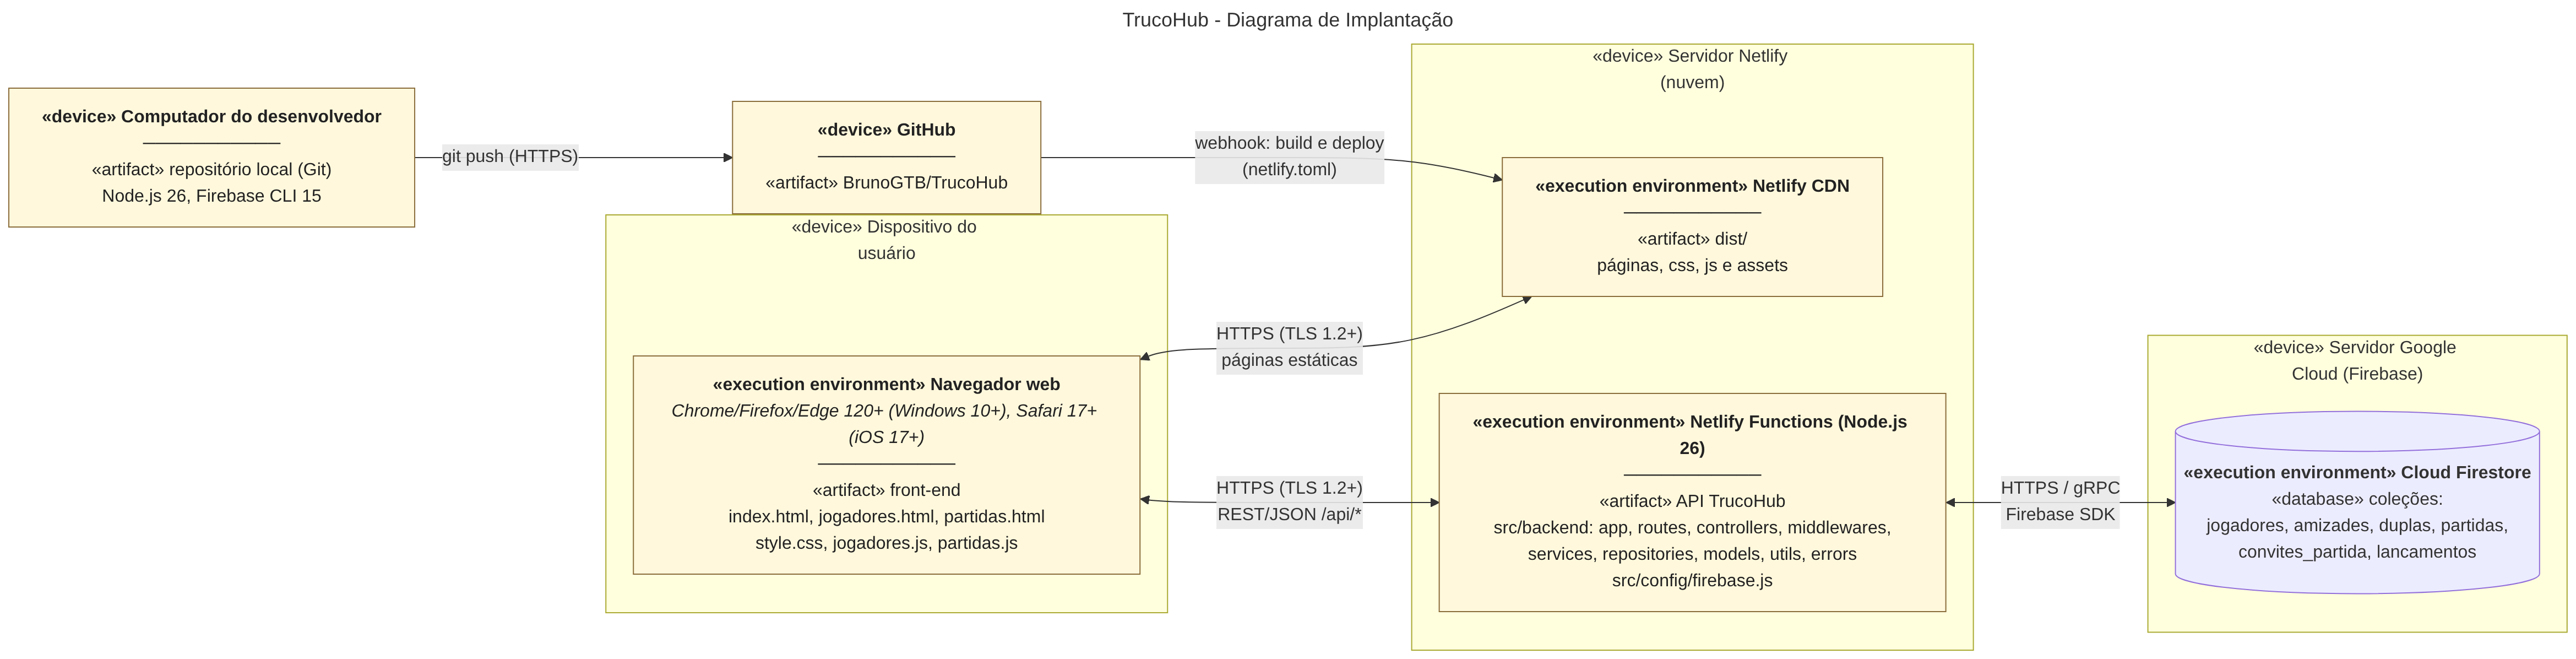 TrucoHub - Diagrama de Implantação
«device» Computador do desenvolvedor
«artifact» repositório local (Git)
Node.js 26, Firebase CLI 15
git push (HTTPS)
«device» GitHub
«artifact» BrunoGTB/TrucoHub
webhook: build e deploy
(netlify.toml)
«device» Dispositivo do
usuário
«execution environment» Navegador web
Chrome/Firefox/Edge 120+ (Windows 10+), Safari 17+
(iOS 17+)
«artifact» front-end
index.html, jogadores.html, partidas.html
style.css, jogadores.js, partidas.js
HTTPS (TLS 1.2+)
páginas estáticas
HTTPS (TLS 1.2+)
REST/JSON /api/*
«device» Servidor Netlify
(nuvem)
«execution environment» Netlify CDN
«artifact» dist/
páginas, css, js e assets
«execution environment» Netlify Functions (Node.js
26)
«artifact» API TrucoHub
src/backend: app, routes, controllers, middlewares,
services, repositories, models, utils, errors
src/config/firebase.js
HTTPS / gRPC
Firebase SDK
«device» Servidor Google
Cloud (Firebase)
«execution environment» Cloud Firestore
«database» coleções:
jogadores, amizades, duplas, partidas,
convites_partida, lancamentos